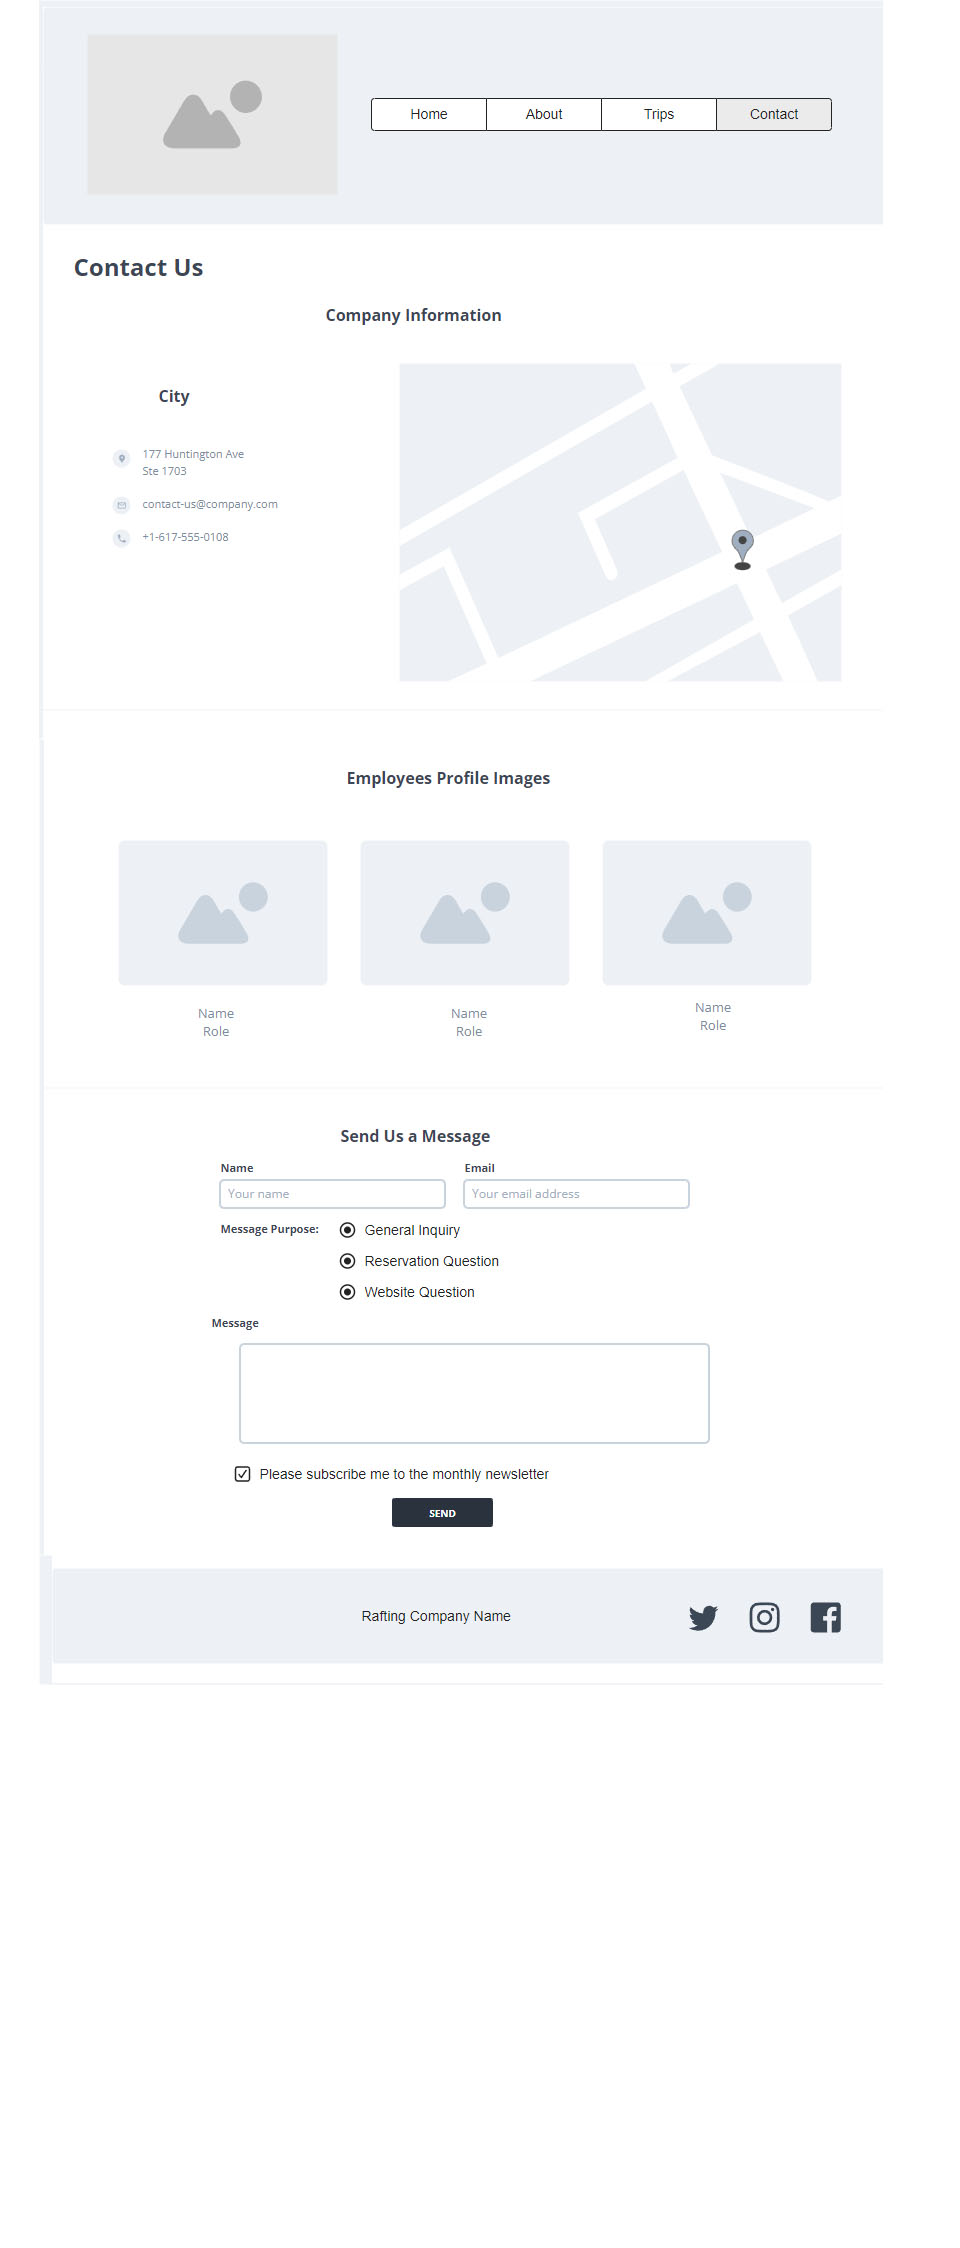 Home About Trips Contact
Contact Us
Company Information
City
177 Huntington Ave
Ste 1703
contact-us@company.com
+1-617-555-0108
Employees Profile Images
Name
Role
Name
Role
Name
Role
Send Us a Message
Name Email
Your name Your email address
Message Purpose: General Inquiry
Reservation Question
Website Question
Message
Please subscribe me to the monthly newsletter
SEND
Rafting Company Name